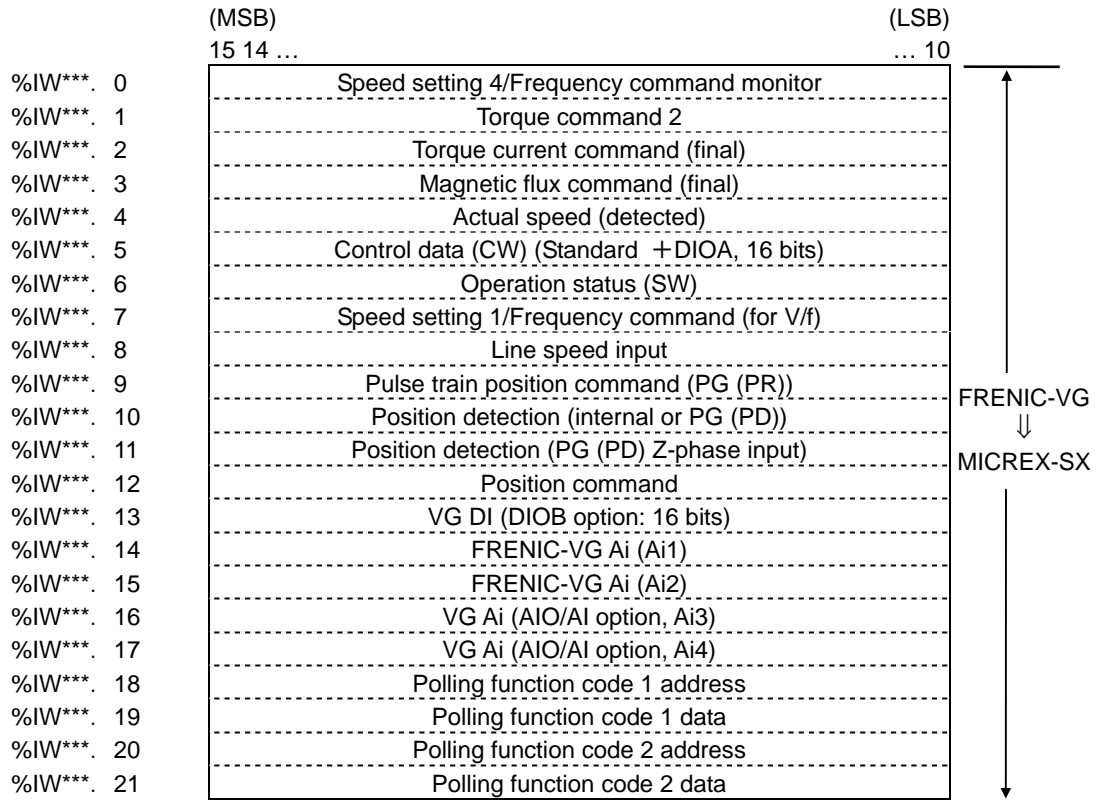 (MSB) (LSB)
15 14 … … 10
%IW***. 0 Speed setting 4/Frequency command monitor
%IW***. 1 Torque command 2
%IW***. 2 Torque current command (final)
%IW***. 3 Magnetic flux command (final)
%IW***. 4 Actual speed (detected)
%IW***. 5 Control data (CW) (Standard +DIOA, 16 bits)
%IW***. 6 Operation status (SW)
%IW***. 7 Speed setting 1/Frequency command (for V/f)
%IW***. 8 Line speed input
%IW***. 9 Pulse train position command (PG (PR))
%IW***. 10 Position detection (internal or PG (PD))
%IW***. 11 Position detection (PG (PD) Z-phase input)
%IW***. 12 Position command
%IW***. 13 VG DI (DIOB option: 16 bits)
%IW***. 14 FRENIC-VG Ai (Ai1)
%IW***. 15 FRENIC-VG Ai (Ai2)
%IW***. 16 VG Ai (AIO/AI option, Ai3)
%IW***. 17 VG Ai (AIO/AI option, Ai4)
%IW***. 18 Polling function code 1 address
%IW***. 19 Polling function code 1 data
%IW***. 20 Polling function code 2 address
%IW***. 21 Polling function code 2 data
FRENIC-VG
⇓
MICREX-SX